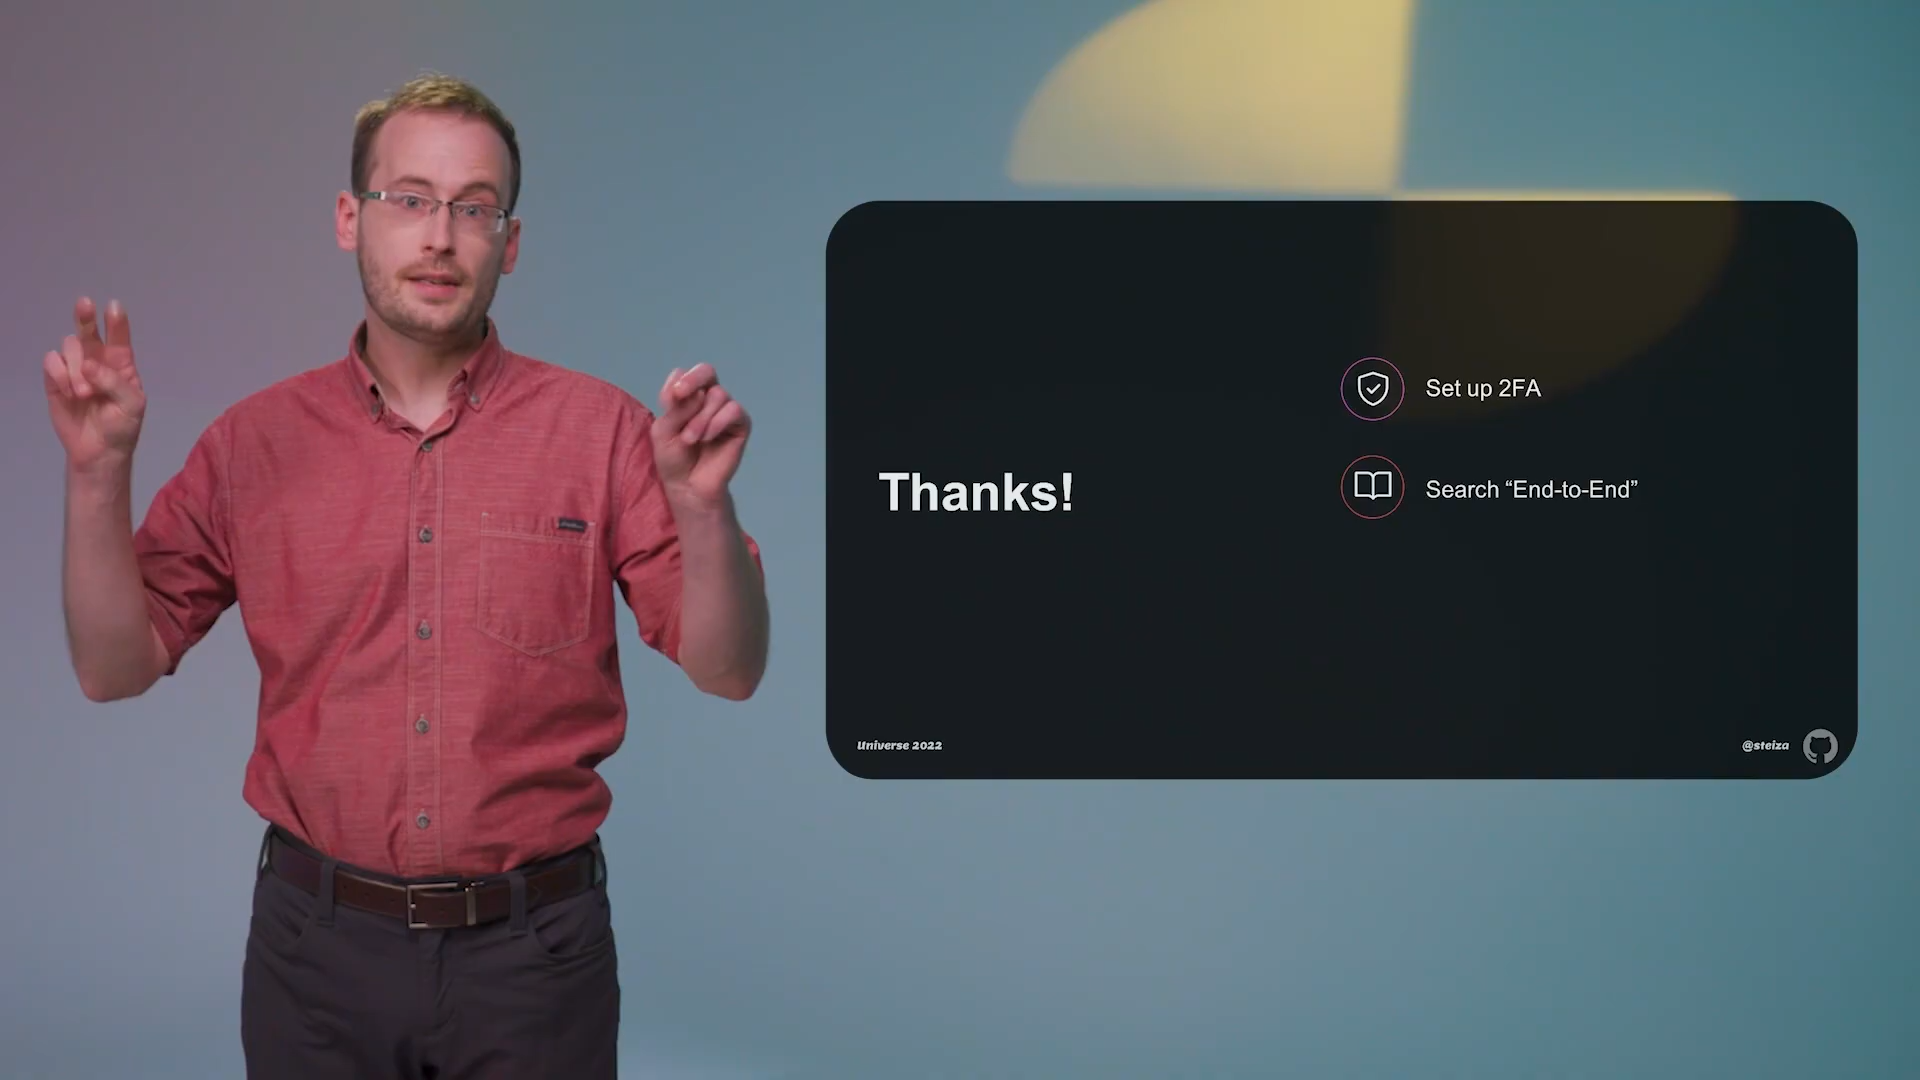 Thanks!
Set up 2FA
Search “End-to-End”
Universe 2022
@steiza